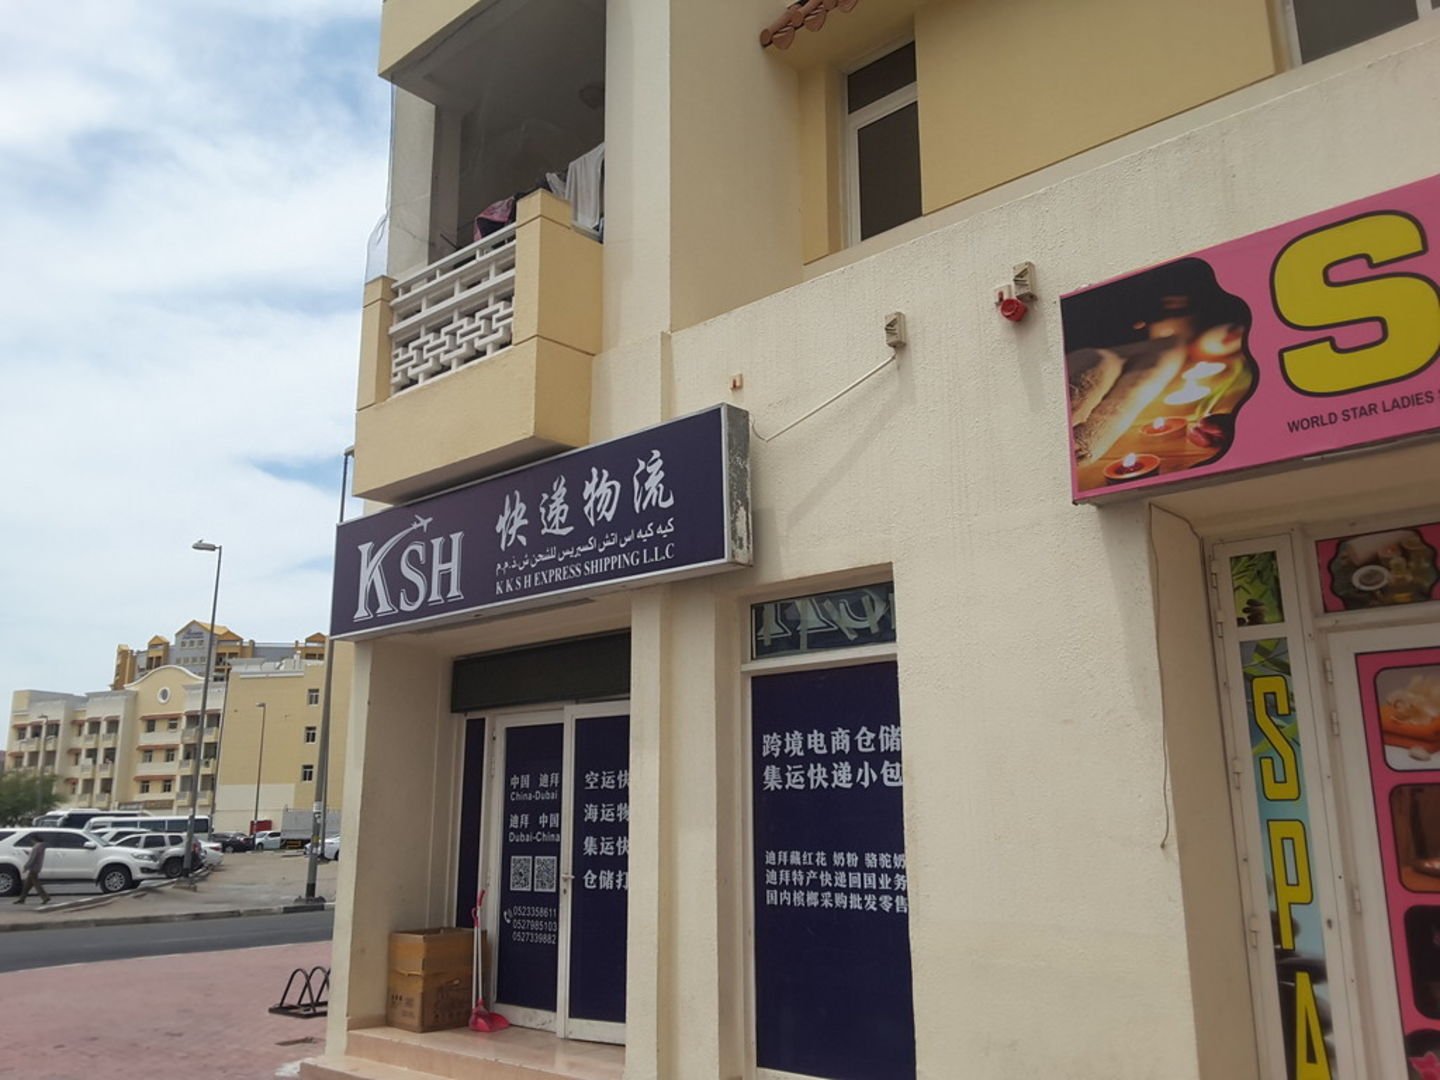 KSH
快递物流
كيه كيه اس اتش اكسبريس للشحن ش.ذ.م.م
K K S H EXPRESS SHIPPING L.L.C
中国 迪拜
China-Dubai
迪拜 中国
Dubai-China
0523358611
0527985103
0527339882
空运快
海运物
集运快
仓储打
跨境电商仓储
集运快递小包
迪拜藏红花 奶粉 骆驼奶
迪拜特产快递回国业务
国内槟榔采购批发零售
S
WORLD STAR LADIES
SPA